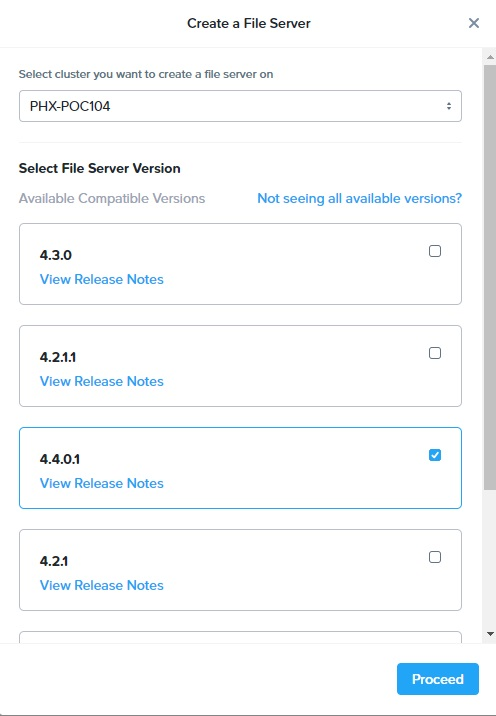 Create a File Server
Select cluster you want to create a file server on
PHX-POC104
Select File Server Version
Available Compatible Versions Not seeing all available versions?
4.3.0
View Release Notes
4.2.1.1
View Release Notes
4.4.0.1
View Release Notes
4.2.1
View Release Notes
Proceed